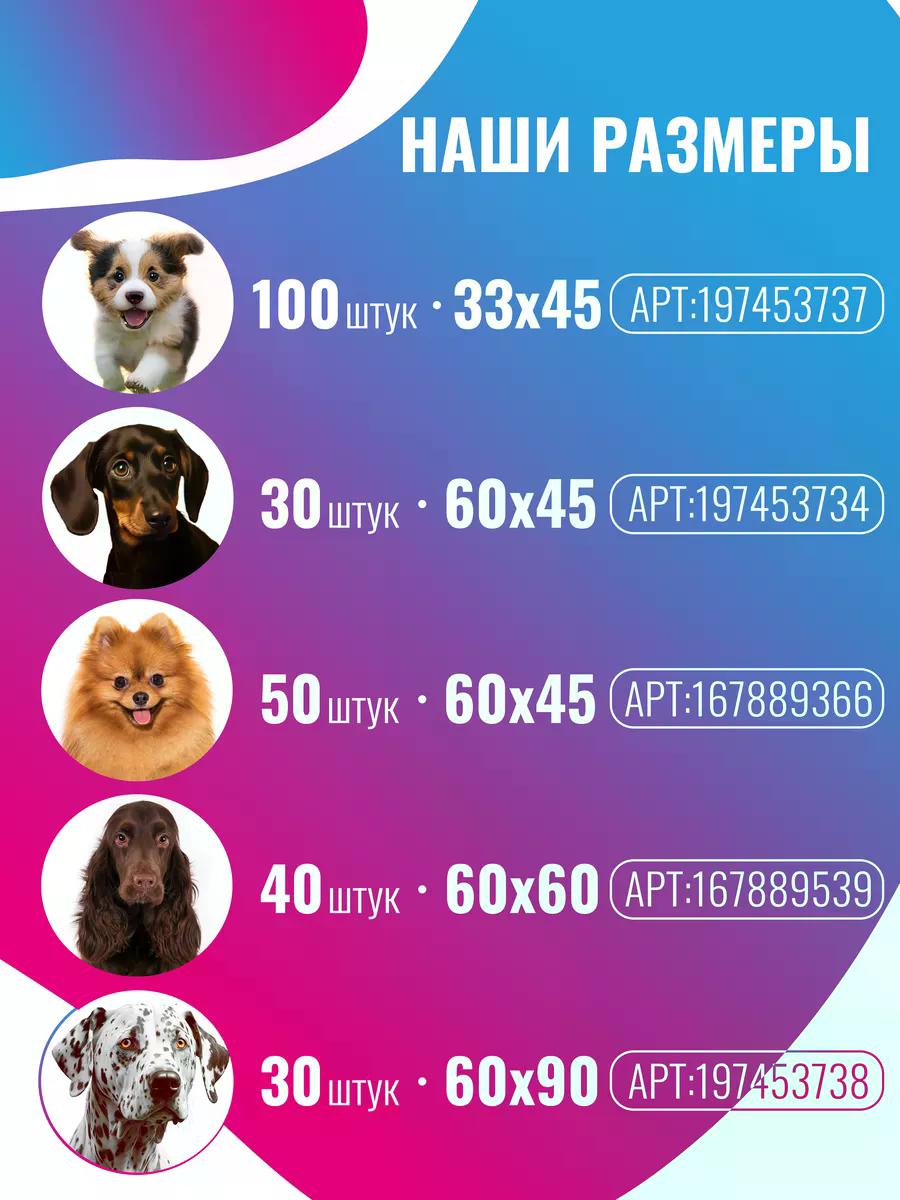 НАШИ РАЗМЕРЫ
100 штук · 33x45 АРТ:197453737
30 штук · 60x45 АРТ:197453734
50 штук · 60x45 АРТ:167889366
40 штук · 60x60 АРТ:167889539
30 штук · 60x90 АРТ:197453738